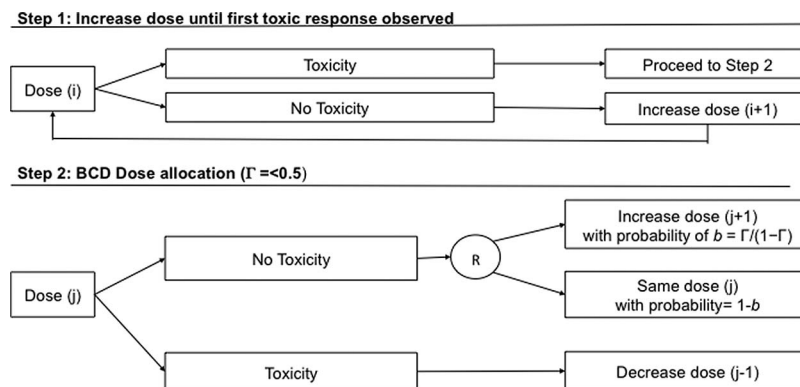 Step 1: Increase dose until first toxic response observed
Toxicity
Proceed to Step 2
Dose (i)
No Toxicity
Increase dose (i+1)
Step 2: BCD Dose allocation (Γ =<0.5)
Increase dose (j+1)
with probability of b = Γ/(1−Γ)
No Toxicity
R
Same dose (j)
with probability= 1-b
Dose (j)
Toxicity
Decrease dose (j-1)